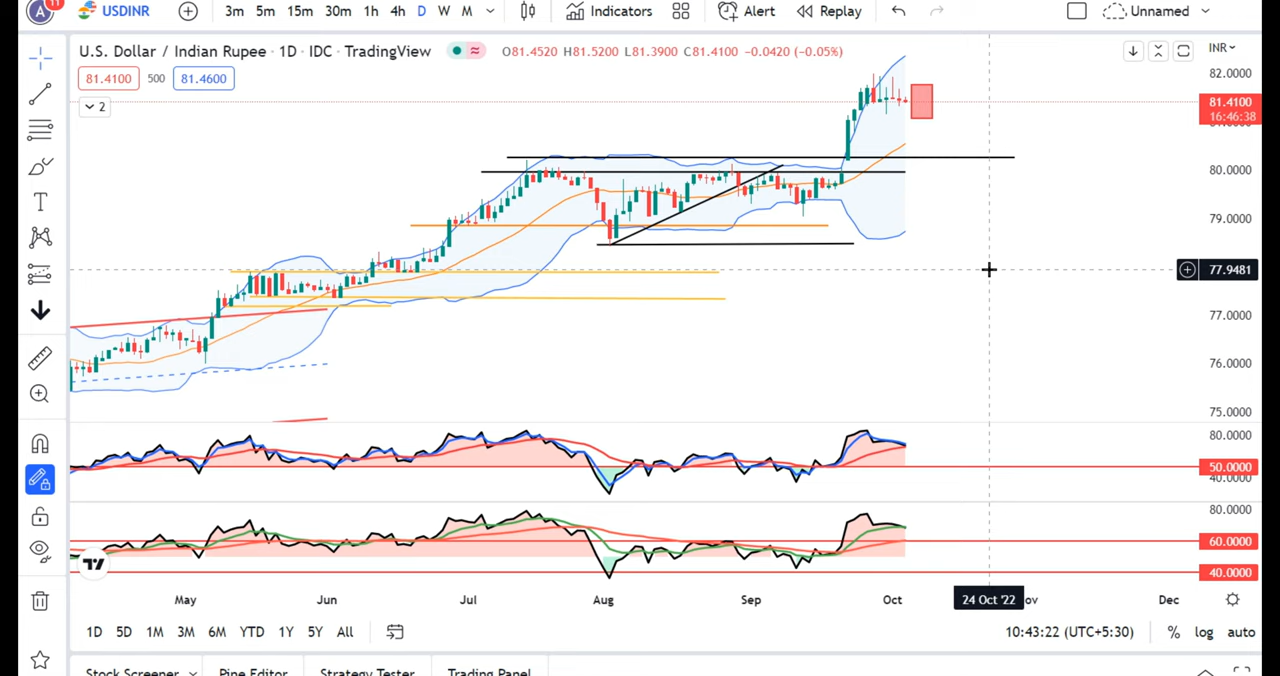 A 11 USDINR 3m 5m 15m 30m 1h 4h D W M Indicators Alert Replay Unnamed
U.S. Dollar / Indian Rupee · 1D · IDC · TradingView O81.4520 H81.5200 L81.3900 C81.4100 -0.0420 (-0.05%) INR
81.4100 500 81.4600
82.0000
2
81.4100
16:46:38
80.0000
79.0000
77.9481
77.0000
76.0000
75.0000
80.0000
50.0000
40.0000
80.0000
60.0000
40.0000
May Jun Jul Aug Sep Oct 24 Oct '22 ov Dec
1D 5D 1M 3M 6M YTD 1Y 5Y All 10:43:22 (UTC+5:30) % log auto
Stock Screener Pine Editor Strategy Tester Trading Panel